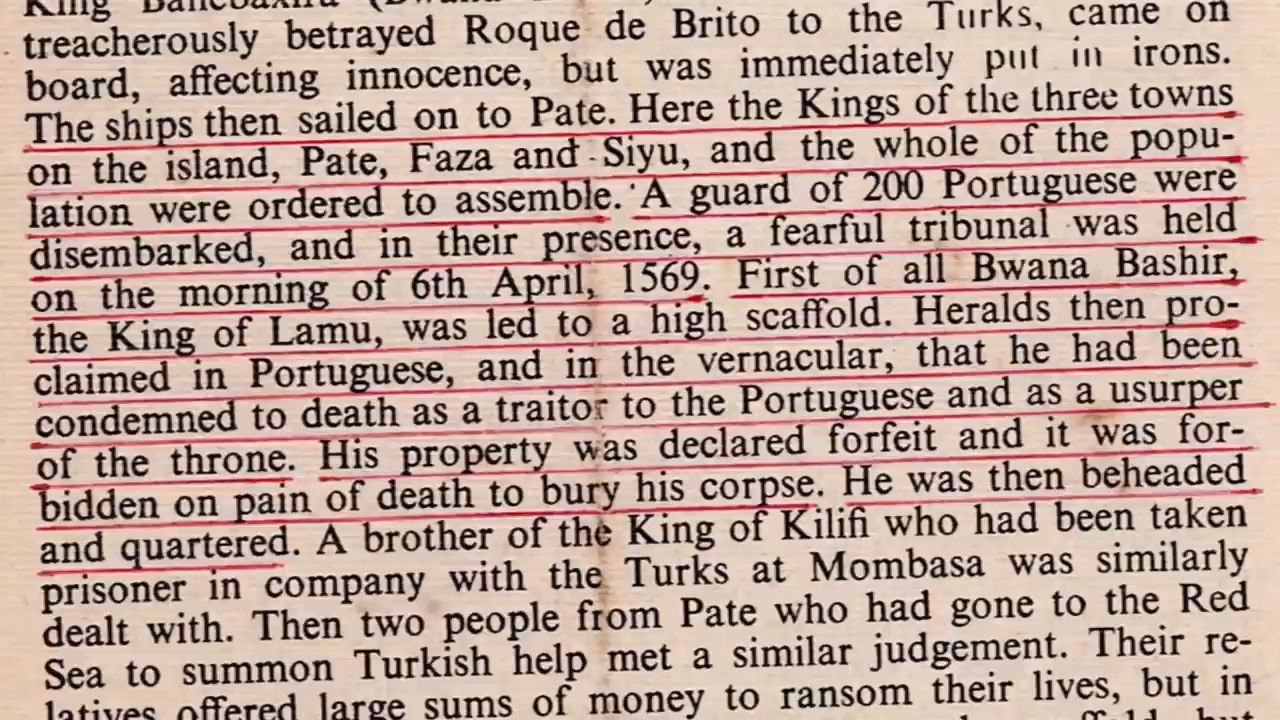 King
treacherously betrayed Roque de Brito to the Turks, came on
board, affecting innocence, but was immediately put in irons.
The ships then sailed on to Pate. Here the Kings of the three towns
on the island, Pate, Faza and Siyu, and the whole of the popu-
lation were ordered to assemble. A guard of 200 Portuguese were
disembarked, and in their presence, a fearful tribunal was held
on the morning of 6th April, 1569. First of all Bwana Bashir,
the King of Lamu, was led to a high scaffold. Heralds then pro-
claimed in Portuguese, and in the vernacular, that he had been
condemned to death as a traitor to the Portuguese and as a usurper
of the throne. His property was declared forfeit and it was for-
bidden on pain of death to bury his corpse. He was then beheaded
and quartered. A brother of the King of Kilifi who had been taken
prisoner in company with the Turks at Mombasa was similarly
dealt with. Then two people from Pate who had gone to the Red
Sea to summon Turkish help met a similar judgement. Their re-
latives offered large sums of money to ransom their lives, but in